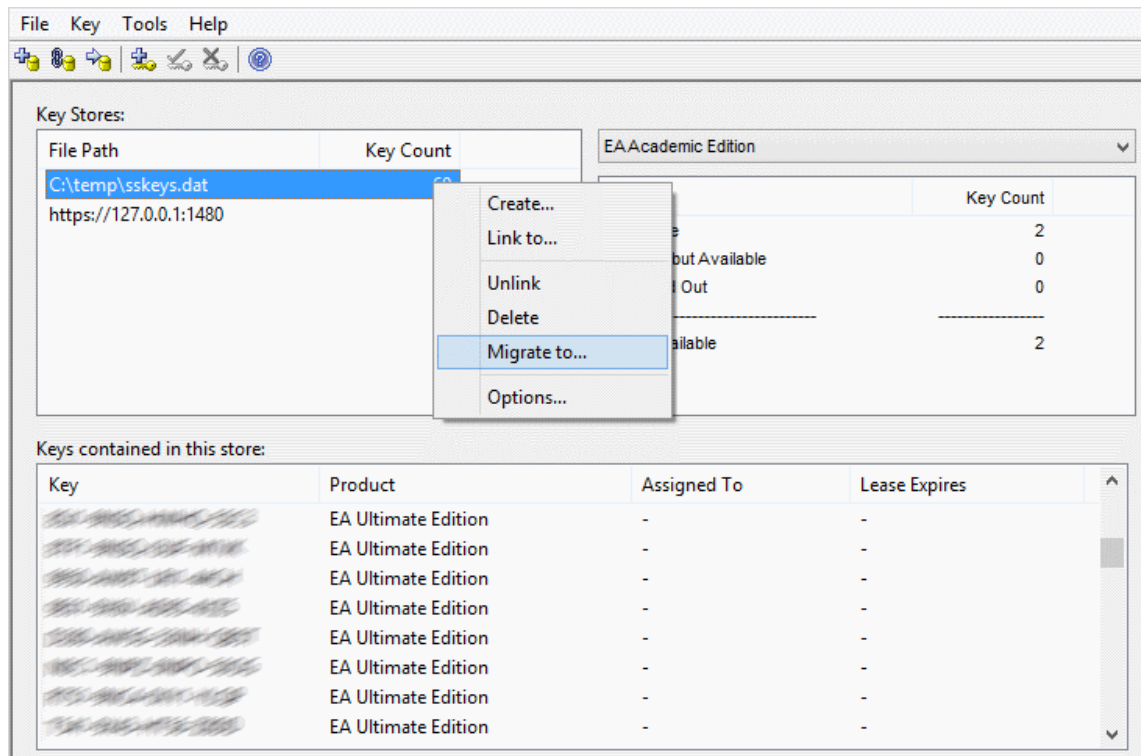 File Key Tools Help
Key Stores:
File Path Key Count
EA Academic Edition
C:\temp\sskeys.dat
https://127.0.0.1:1480
Key Count
2
but Available 0
Out 0
------------------------ -----------------
2
Create...
Link to...
Unlink
Delete
Migrate to...
Options...
Keys contained in this store:
Key Product Assigned To Lease Expires
EA Ultimate Edition - -
EA Ultimate Edition - -
EA Ultimate Edition - -
EA Ultimate Edition - -
EA Ultimate Edition - -
EA Ultimate Edition - -
EA Ultimate Edition - -
EA Ultimate Edition - -